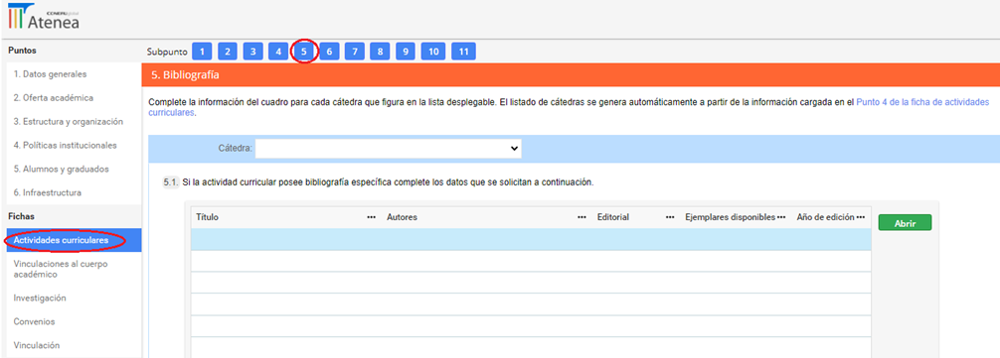 CONEAU
Atenea
Puntos
1. Datos generales
2. Oferta académica
3. Estructura y organización
4. Políticas institucionales
5. Alumnos y graduados
6. Infraestructura
Fichas
Actividades curriculares
Vinculaciones al cuerpo
académico
Investigación
Convenios
Vinculación
Subpunto 1 2 3 4 5 6 7 8 9 10 11
5. Bibliografía
Complete la información del cuadro para cada cátedra que figura en la lista desplegable. El listado de cátedras se genera automáticamente a partir de la información cargada en el Punto 4 de la ficha de actividades
curriculares.
Cátedra:
5.1. Si la actividad curricular posee bibliografía específica complete los datos que se solicitan a continuación.
Título ••• Autores ••• Editorial ••• Ejemplares disponibles ••• Año de edición •••
Abrir